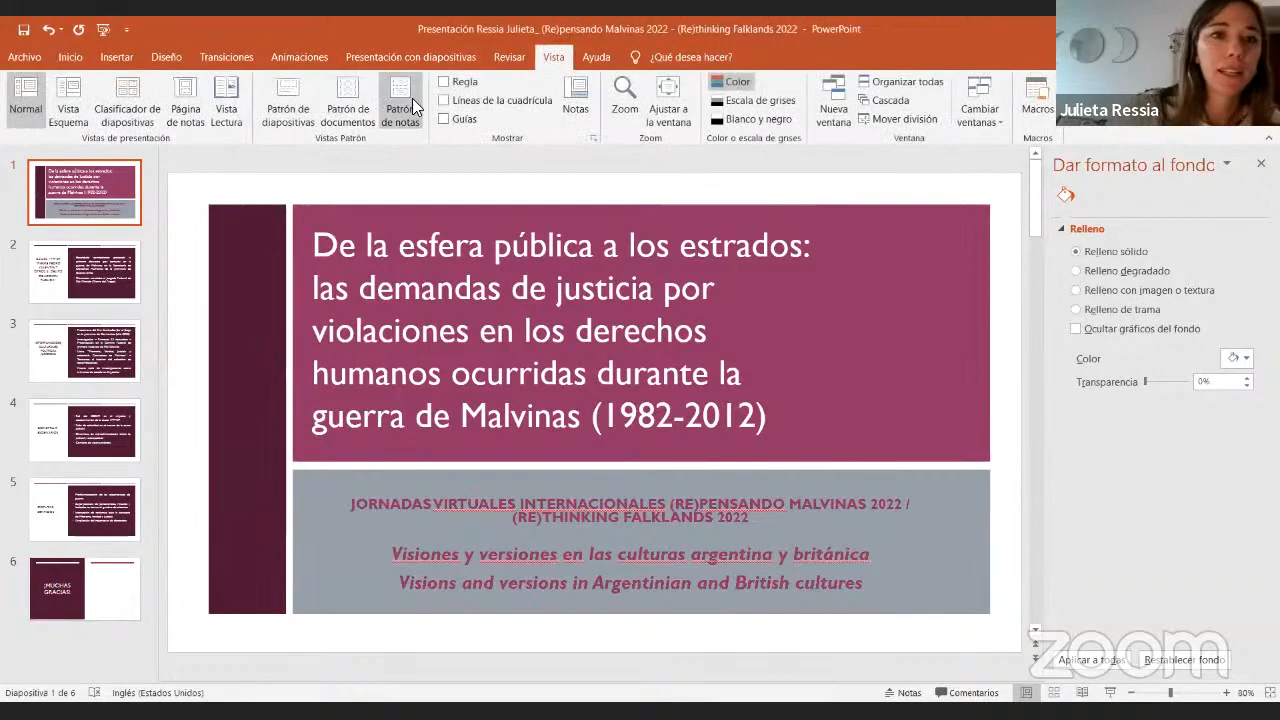 Presentación Ressia Julieta_ (Re)pensando Malvinas 2022 - (Re)thinking Falklands 2022 - PowerPoint
Archivo Inicio Insertar Diseño Transiciones Animaciones Presentación con diapositivas Revisar Vista Ayuda ¿Qué desea hacer?
Julieta Ressia
Normal
Vista
Esquema
Clasificador de
diapositivas
Página
de notas
Vista
Lectura
Vistas de presentación
Patrón de
diapositivas
Patrón de
documentos
Patrón
de notas
Vistas Patrón
Regla
Líneas de la cuadrícula
Guías
Notas
Mostrar
Zoom
Ajustar a
la ventana
Zoom
Color
Escala de grises
Blanco y negro
Color o escala de grises
Nueva
ventana
Organizar todas
Cascada
Mover división
Cambiar
ventanas
Ventana
Macros
Macros
1
2
3
4
5
6
¡MUCHAS
GRACIAS!
De la esfera pública a los estrados:
las demandas de justicia por
violaciones en los derechos
humanos ocurridas durante la
guerra de Malvinas (1982-2012)
JORNADAS VIRTUALES INTERNACIONALES (RE)PENSANDO MALVINAS 2022 /
(RE)THINKING FALKLANDS 2022
Visiones y versiones en las culturas argentina y británica
Visions and versions in Argentinian and British cultures
Dar formato al fondo
Relleno
Relleno sólido
Relleno degradado
Relleno con imagen o textura
Relleno de trama
Ocultar gráficos del fondo
Color
Transparencia 0%
Aplicar a todas Restablecer fondo
zoom
Diapositiva 1 de 6 Inglés (Estados Unidos) Notas Comentarios 80%